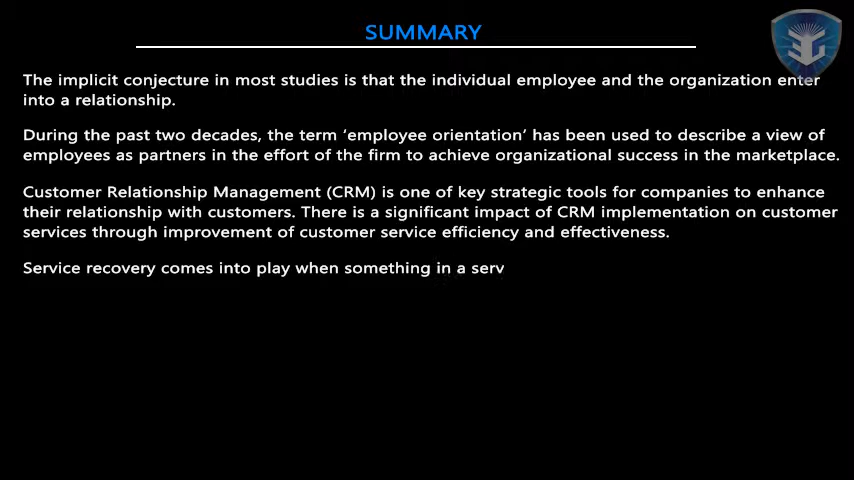 SUMMARY
The implicit conjecture in most studies is that the individual employee and the organization enter
into a relationship.
During the past two decades, the term ‘employee orientation’ has been used to describe a view of
employees as partners in the effort of the firm to achieve organizational success in the marketplace.
Customer Relationship Management (CRM) is one of key strategic tools for companies to enhance
their relationship with customers. There is a significant impact of CRM implementation on customer
services through improvement of customer service efficiency and effectiveness.
Service recovery comes into play when something in a serv